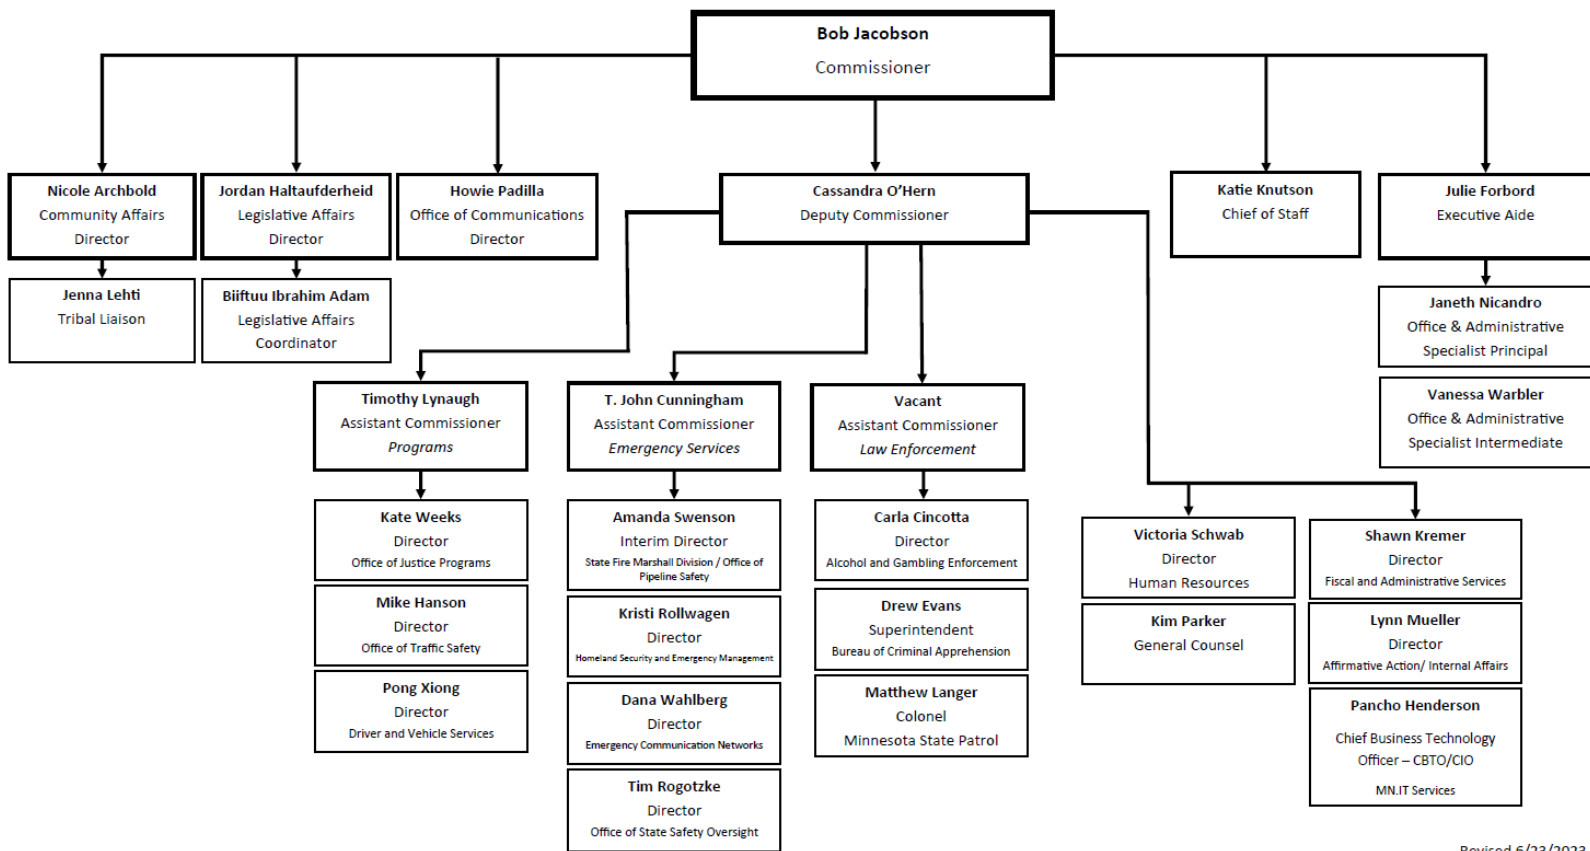 Bob Jacobson
Commissioner
Nicole Archbold
Community Affairs
Director
Jordan Haltaufderheid
Legislative Affairs
Director
Howie Padilla
Office of Communications
Director
Cassandra O'Hern
Deputy Commissioner
Katie Knutson
Chief of Staff
Julie Forbord
Executive Aide
Jenna Lehti
Tribal Liaison
Biiftuu Ibrahim Adam
Legislative Affairs
Coordinator
Janeth Nicandro
Office & Administrative
Specialist Principal
Vanessa Warbler
Office & Administrative
Specialist Intermediate
Timothy Lynaugh
Assistant Commissioner
Programs
T. John Cunningham
Assistant Commissioner
Emergency Services
Vacant
Assistant Commissioner
Law Enforcement
Kate Weeks
Director
Office of Justice Programs
Mike Hanson
Director
Office of Traffic Safety
Pong Xiong
Director
Driver and Vehicle Services
Amanda Swenson
Interim Director
State Fire Marshall Division / Office of
Pipeline Safety
Kristi Rollwagen
Director
Homeland Security and Emergency Management
Dana Wahlberg
Director
Emergency Communication Networks
Tim Rogotzke
Director
Office of State Safety Oversight
Carla Cincotta
Director
Alcohol and Gambling Enforcement
Drew Evans
Superintendent
Bureau of Criminal Apprehension
Matthew Langer
Colonel
Minnesota State Patrol
Victoria Schwab
Director
Human Resources
Kim Parker
General Counsel
Shawn Kremer
Director
Fiscal and Administrative Services
Lynn Mueller
Director
Affirmative Action/ Internal Affairs
Pancho Henderson
Chief Business Technology
Officer – CBTO/CIO
MN.IT Services
Revised 6/23/2023